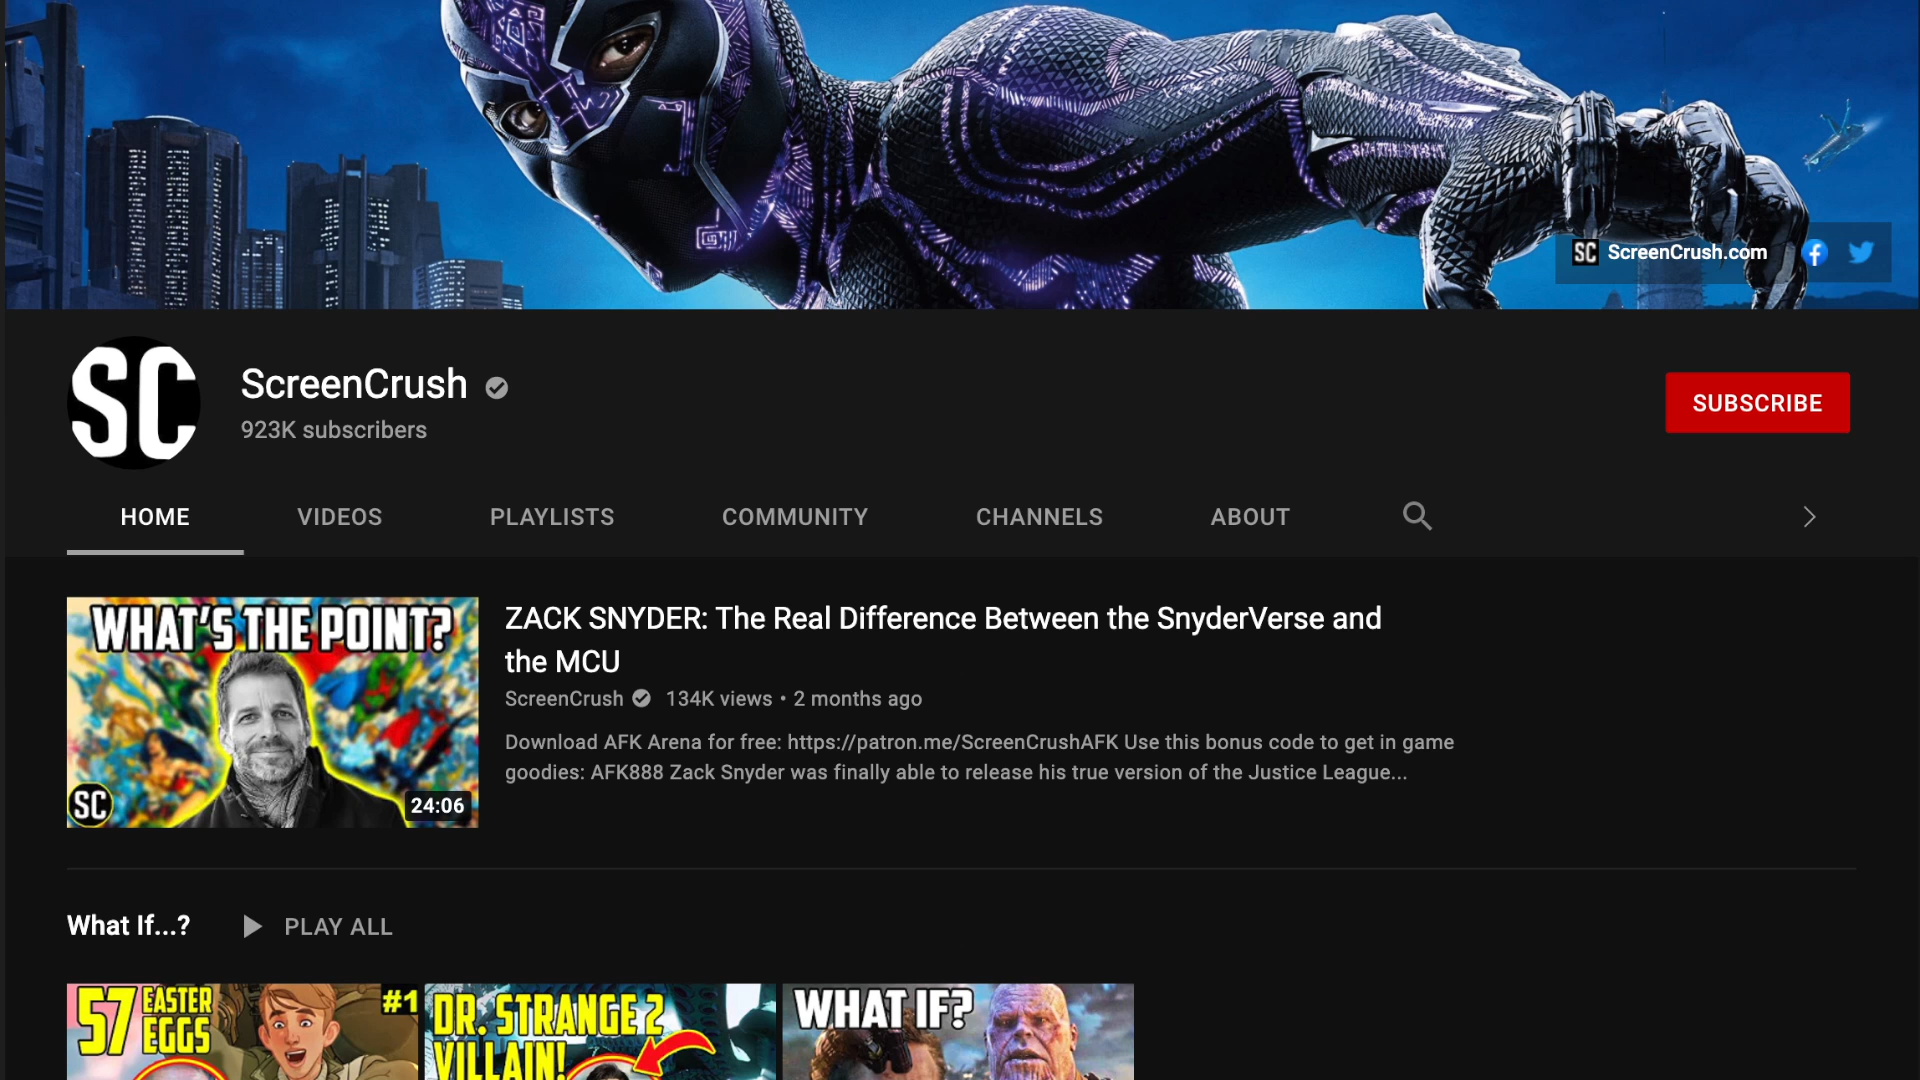 SC ScreenCrush.com
SC
ScreenCrush
923K subscribers
SUBSCRIBE
HOME VIDEOS PLAYLISTS COMMUNITY CHANNELS ABOUT
WHAT'S THE POINT?
SC
24:06
ZACK SNYDER: The Real Difference Between the SnyderVerse and
the MCU
ScreenCrush 134K views • 2 months ago
Download AFK Arena for free: https://patron.me/ScreenCrushAFK Use this bonus code to get in game
goodies: AFK888 Zack Snyder was finally able to release his true version of the Justice League...
What If...? PLAY ALL
57 EASTER
EGGS
#1
DR. STRANGE 2
VILLAIN!
WHAT IF?